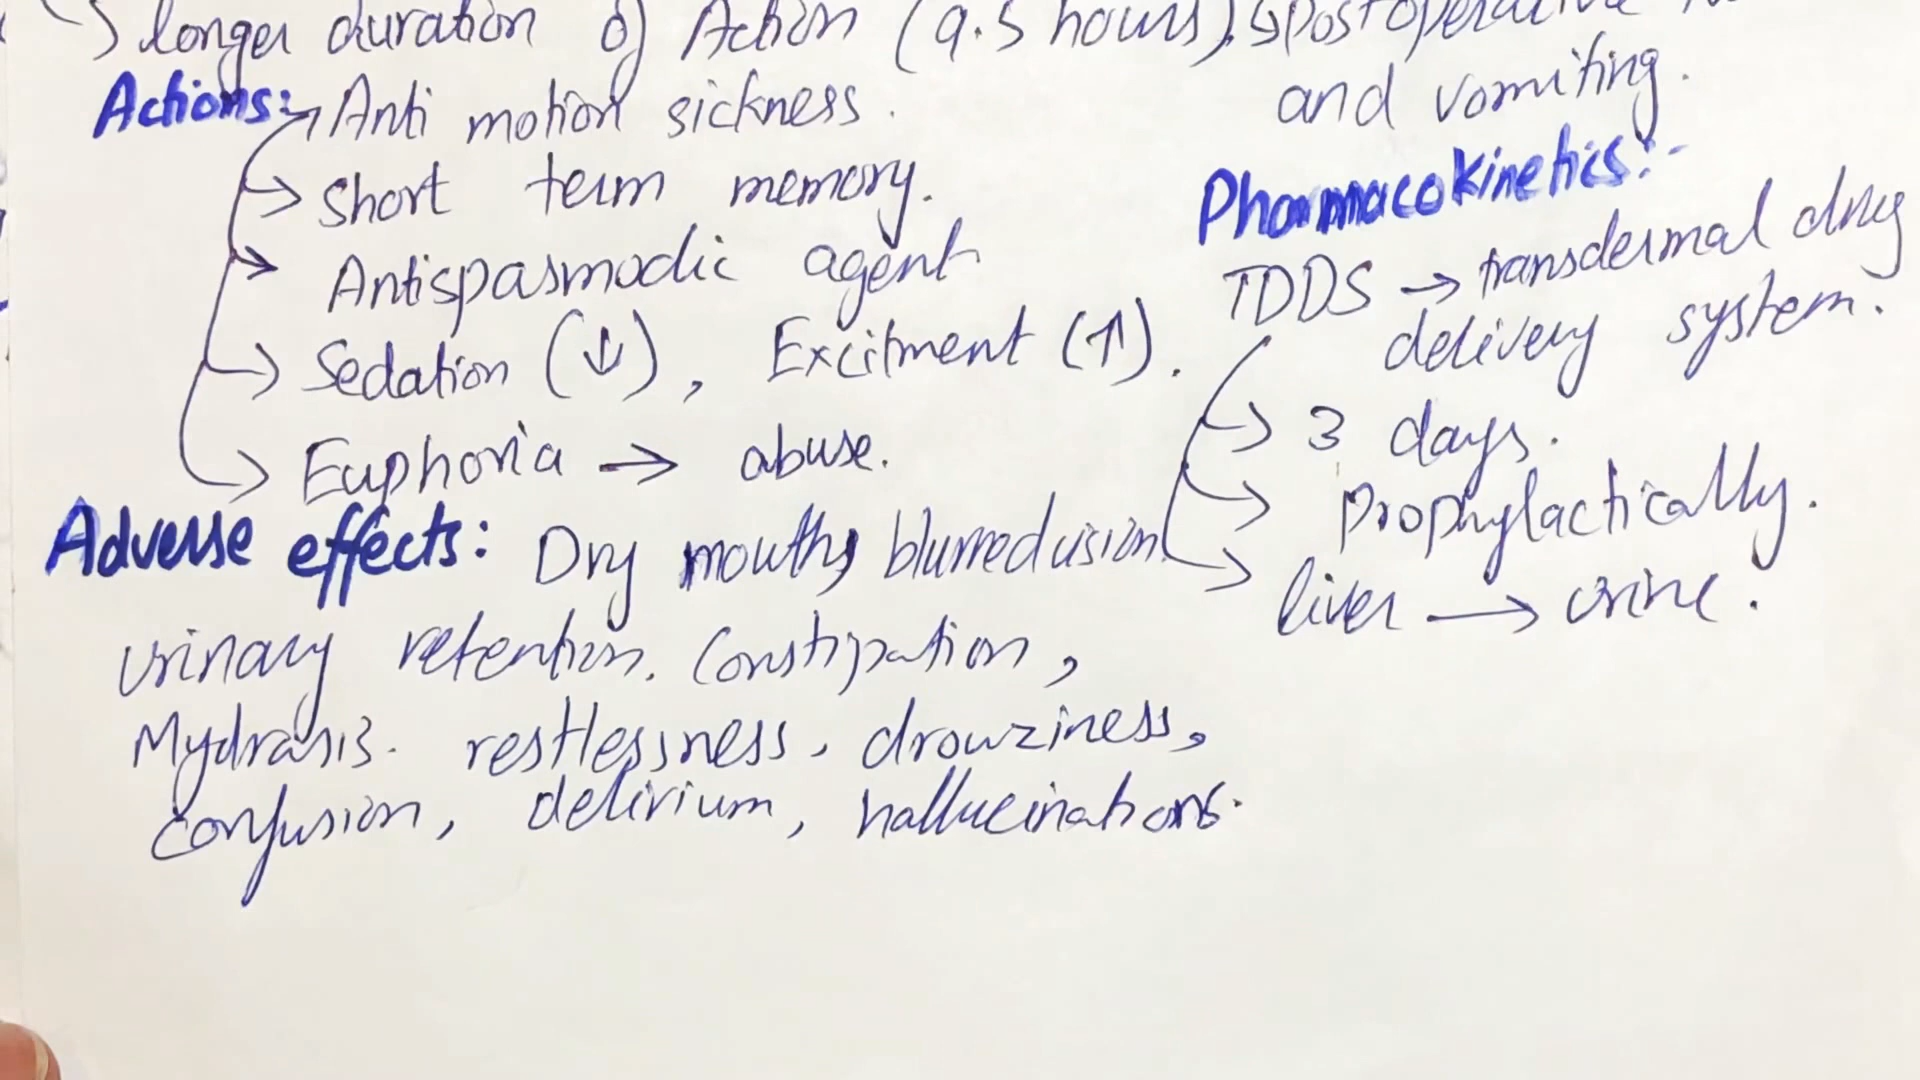 longer duration of Action (9.5 hours).
Actions: → Anti motion sickness.
→ Short term memory.
→ Antispasmodic agent
→ Sedation (↓), Excitment (↑).
→ Euphoria → abuse.
Adverse effects: Dry mouth, blurred vision
urinary retention. Constipation,
Mydrasis. restlessness, drowziness,
confusion, delirium, hallucinations.
↳ Postoperative
and vomiting.
Pharmacokinetics:-
TDDS → transdermal drug
delivery system.
→ 3 days.
→ Prophylactically.
→ liver → urine.